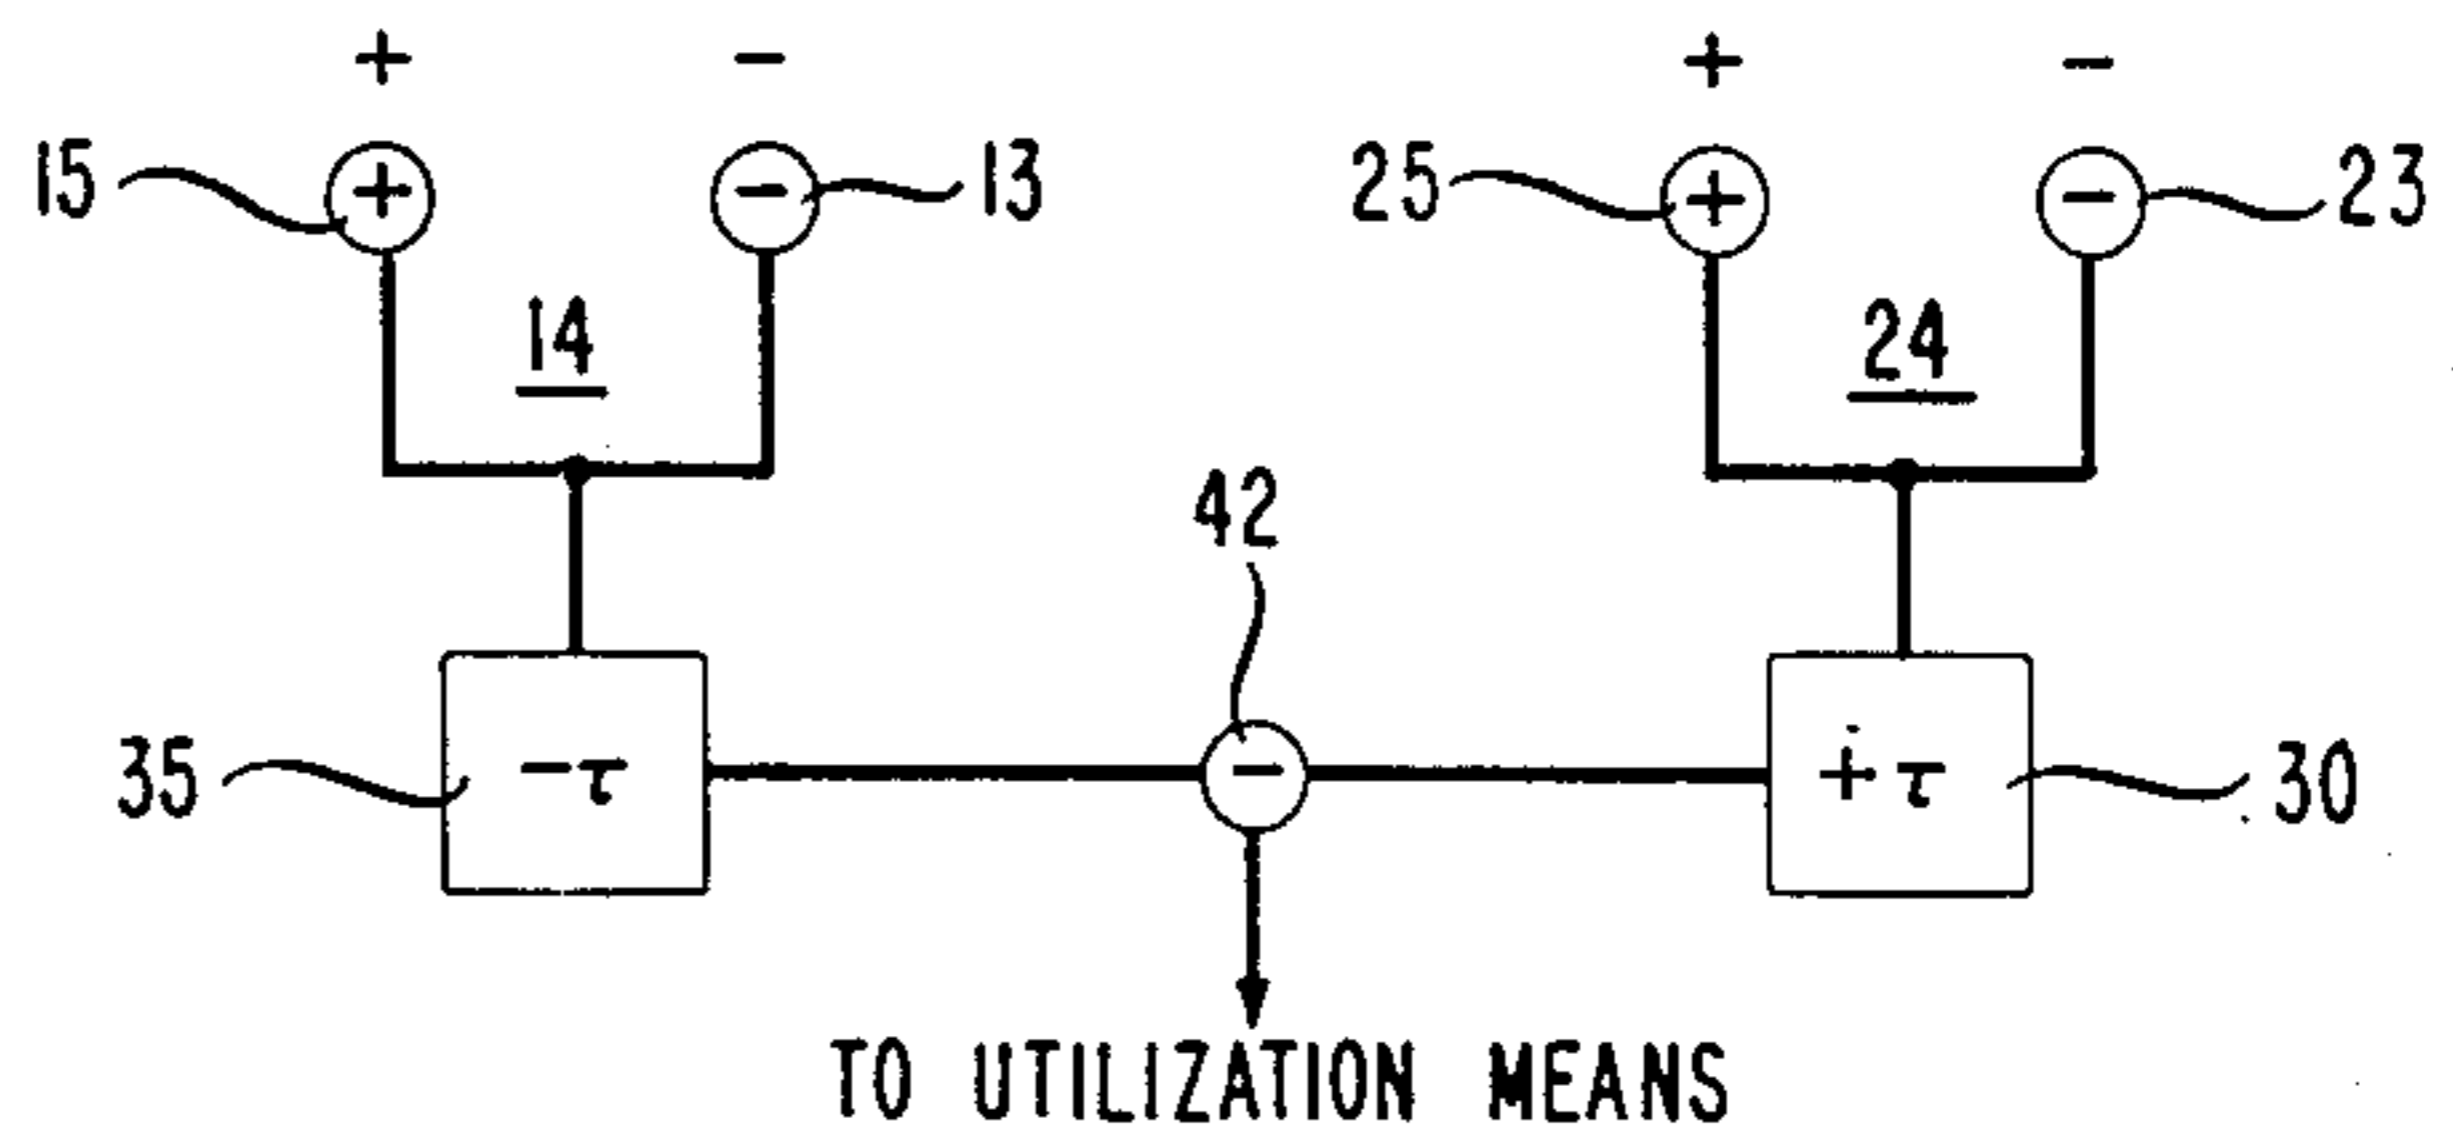 + - + -
15 + - 13 25 + - 23
14 24
42
35 -τ - +τ 30
TO UTILIZATION MEANS